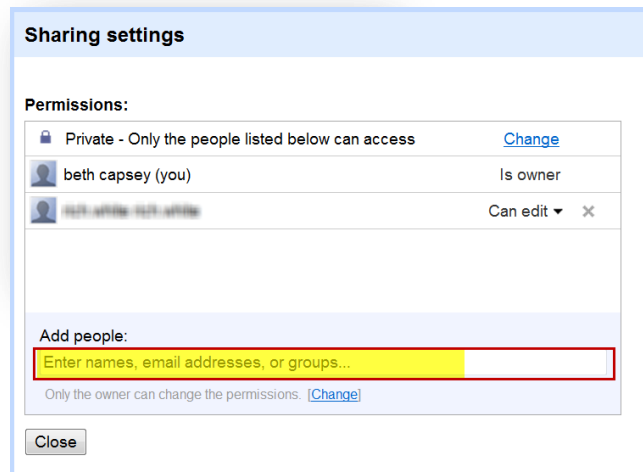 Sharing settings
Permissions:
Private - Only the people listed below can access Change
beth capsey (you) Is owner
Can edit
Add people:
Enter names, email addresses, or groups...
Only the owner can change the permissions. [Change]
Close